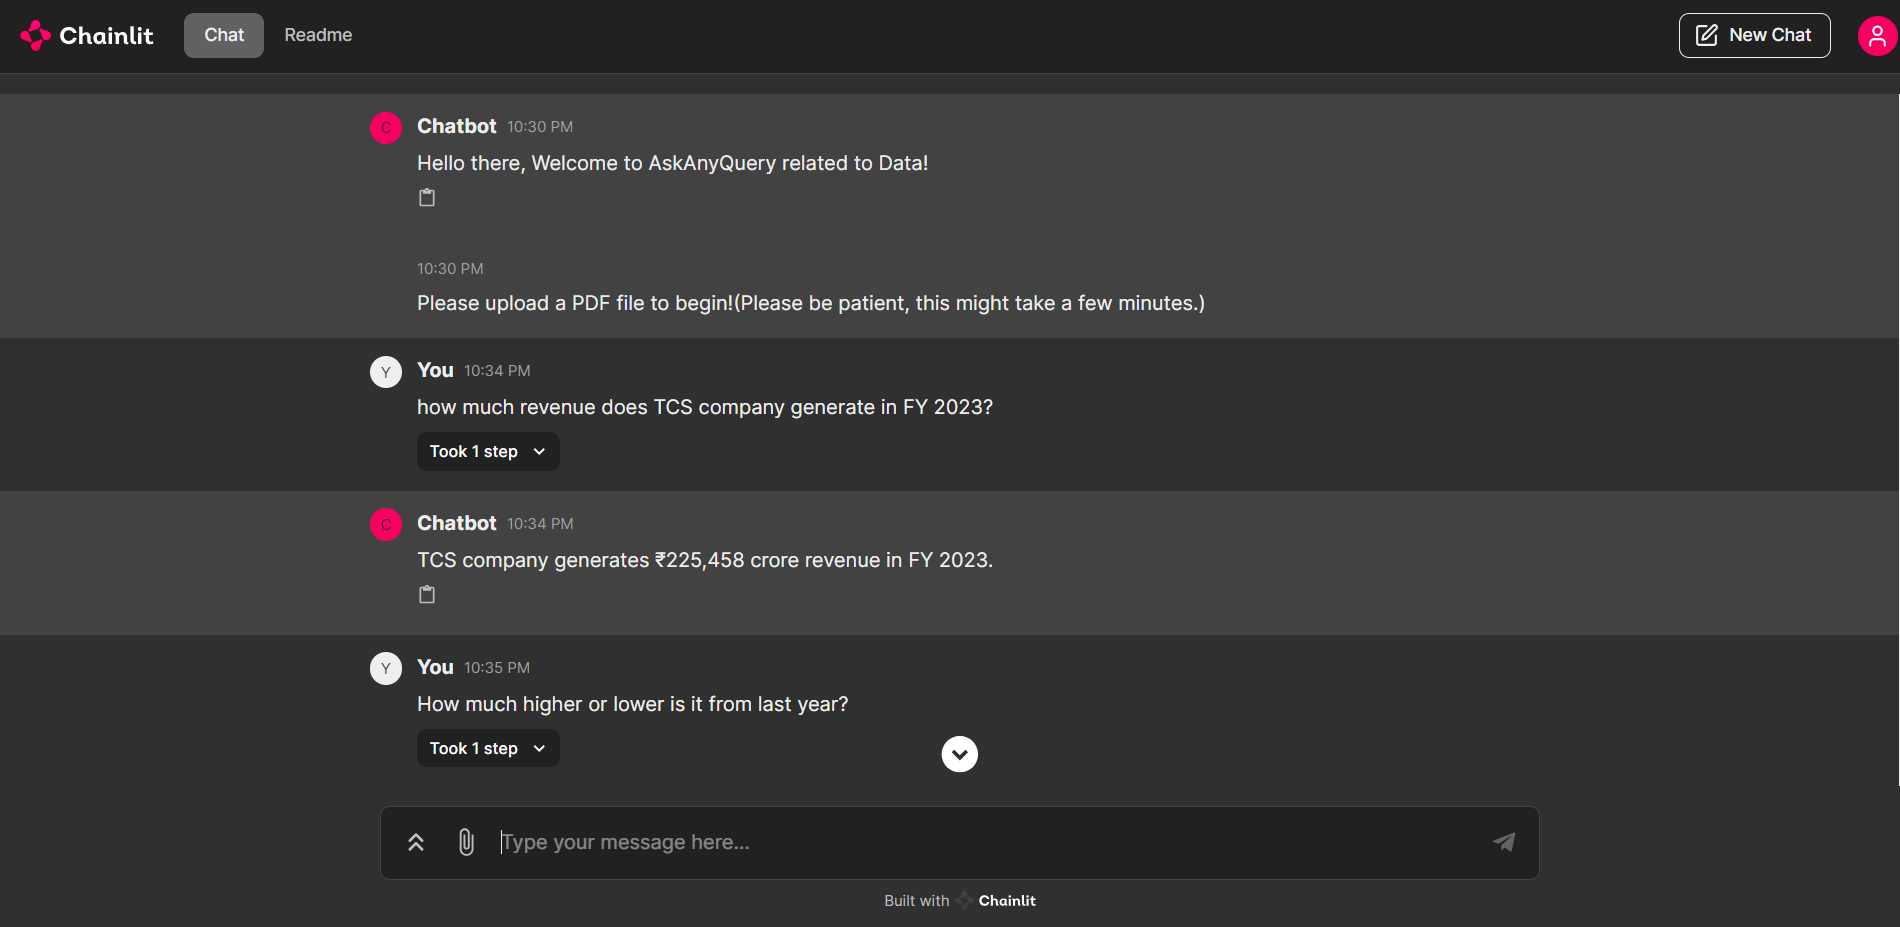 Chainlit Chat Readme New Chat
C Chatbot 10:30 PM
Hello there, Welcome to AskAnyQuery related to Data!
10:30 PM
Please upload a PDF file to begin!(Please be patient, this might take a few minutes.)
Y You 10:34 PM
how much revenue does TCS company generate in FY 2023?
Took 1 step
C Chatbot 10:34 PM
TCS company generates ₹225,458 crore revenue in FY 2023.
Y You 10:35 PM
How much higher or lower is it from last year?
Took 1 step
Type your message here...
Built with Chainlit